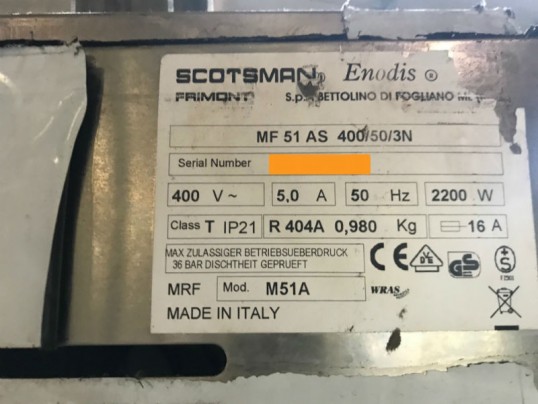 SCOTSMAN® Enodis ®
FRIMONT S.p.A BETTOLINO DI FOGLIANO
MF 51 AS 400/50/3N
Serial Number
400 V ~ 5,0 A 50 Hz 2200 W
Class T IP21 R 404A 0,980 Kg 16 A
MAX ZULASSIGER BETRIEBSUEBERDRUCK
36 BAR DISCHTHEIT GEPRUEFT
CE
GS
S
MRF Mod. M51A WRAS
MADE IN ITALY